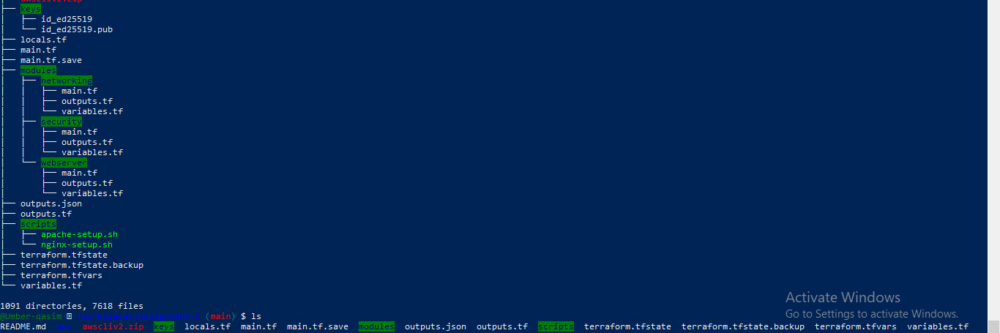 ├── awscliv2.zip
├── keys
│   ├── id_ed25519
│   └── id_ed25519.pub
├── locals.tf
├── main.tf
├── main.tf.save
├── modules
│   ├── networking
│   │   ├── main.tf
│   │   ├── outputs.tf
│   │   └── variables.tf
│   ├── security
│   │   ├── main.tf
│   │   ├── outputs.tf
│   │   └── variables.tf
│   └── webserver
│       ├── main.tf
│       ├── outputs.tf
│       └── variables.tf
├── outputs.json
├── outputs.tf
├── scripts
│   ├── apache-setup.sh
│   └── nginx-setup.sh
├── terraform.tfstate
├── terraform.tfstate.backup
├── terraform.tfvars
└── variables.tf
1091 directories, 7618 files
@Umber-qasim (main) $ ls
README.md aws awscliv2.zip keys locals.tf main.tf main.tf.save modules outputs.json outputs.tf scripts terraform.tfstate terraform.tfstate.backup terraform.tfvars variables.tf
Activate Windows
Go to Settings to activate Windows.